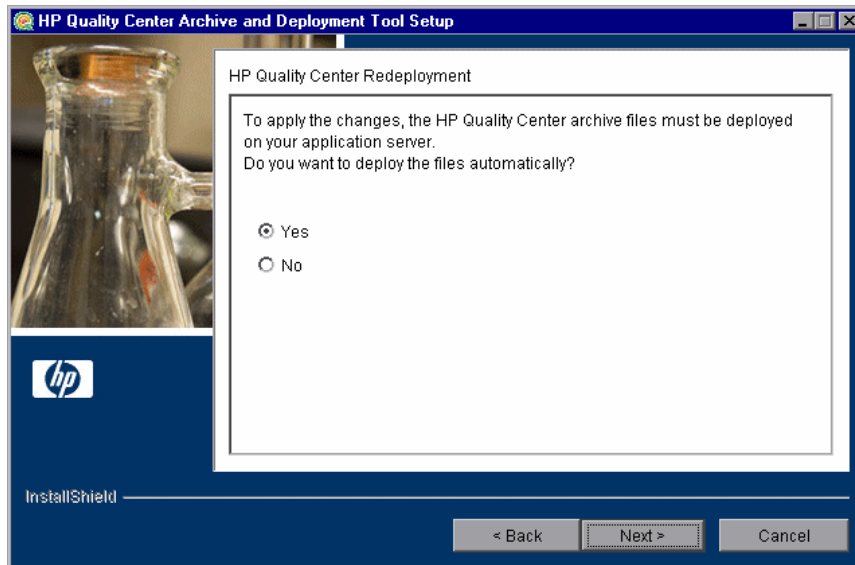 HP Quality Center Archive and Deployment Tool Setup
HP Quality Center Redeployment
To apply the changes, the HP Quality Center archive files must be deployed
on your application server.
Do you want to deploy the files automatically?
Yes
No
hp
InstallShield
< Back
Next >
Cancel